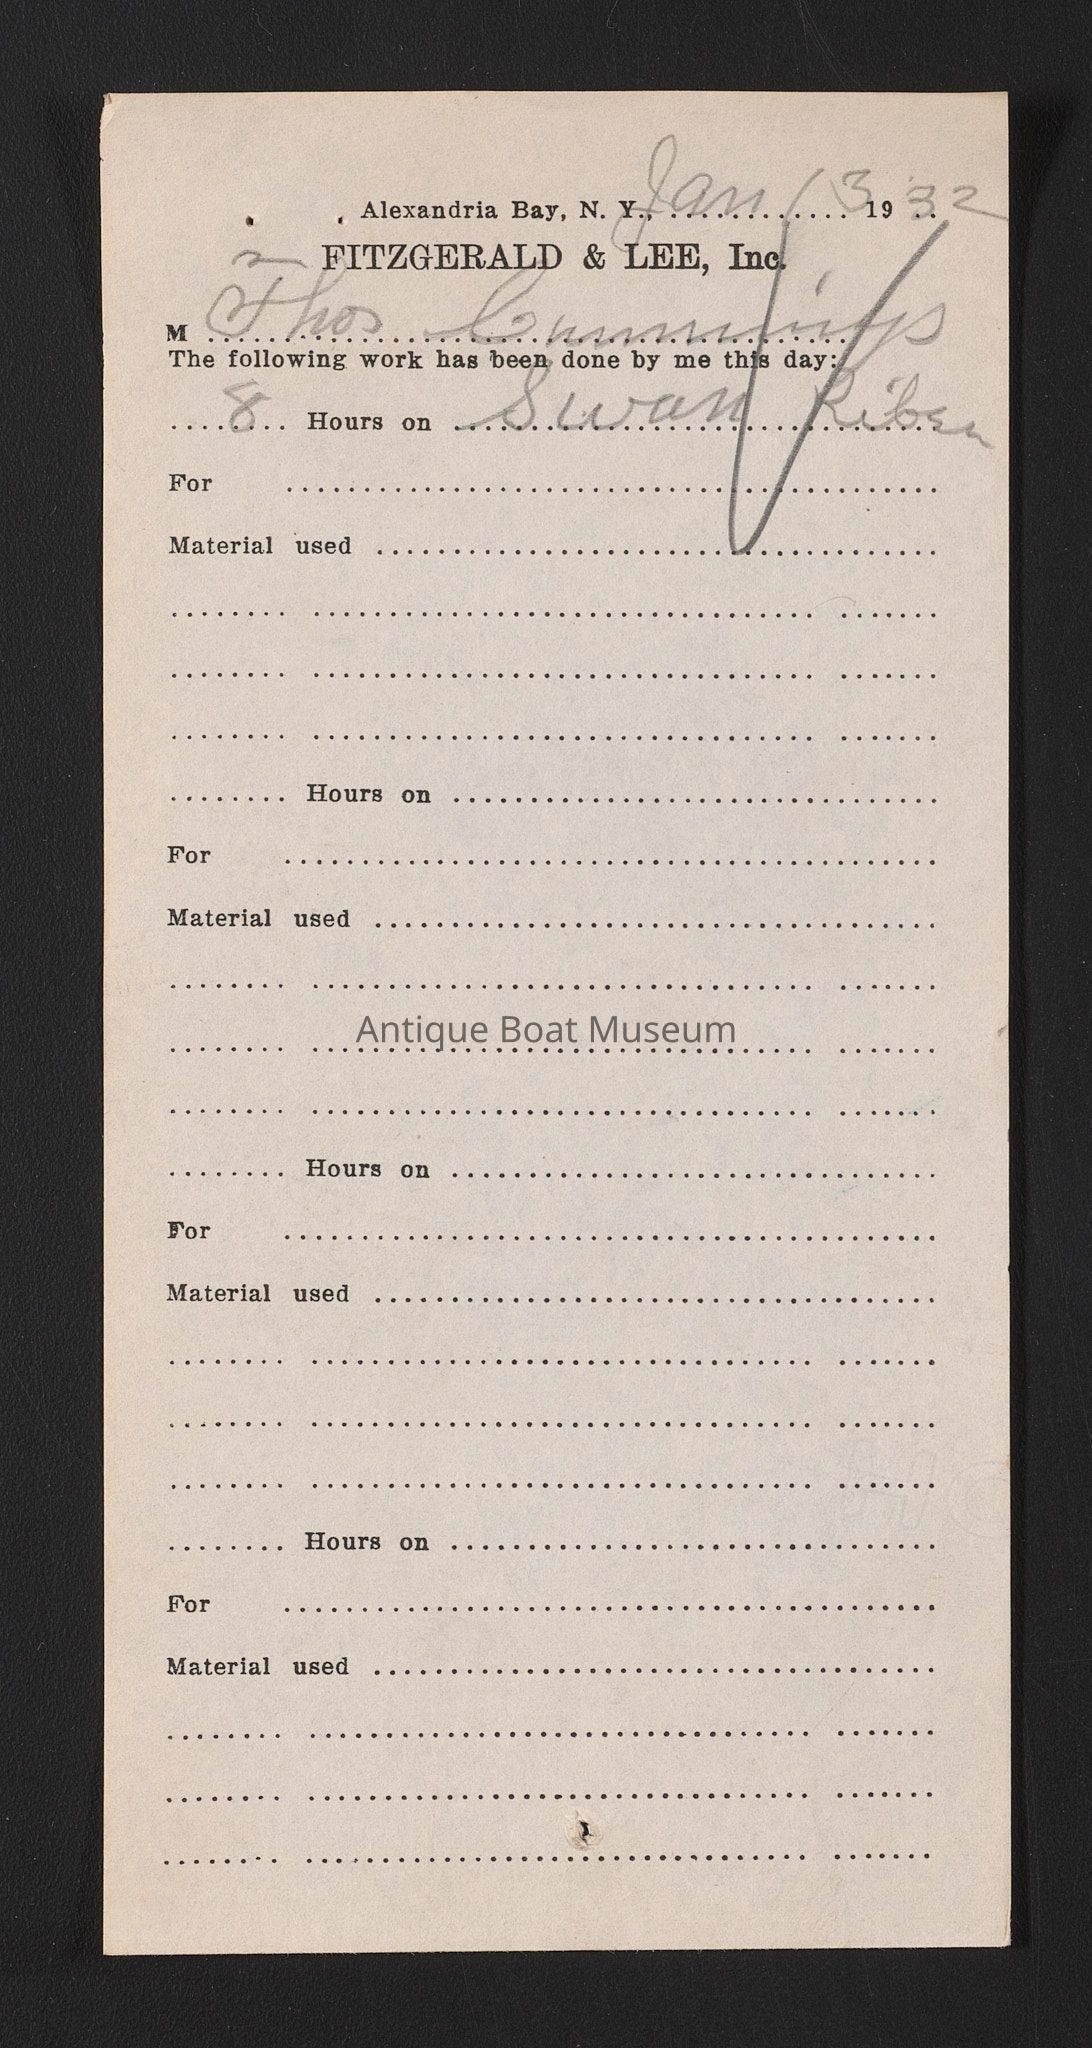 Alexandria Bay, N. Y., Jan 13 1932
FITZGERALD & LEE, Inc.
M Thos Cummings
The following work has been done by me this day:
8 Hours on Swan
For
Material used
Hours on
For
Material used
Antique Boat Museum
Hours on
For
Material used
Hours on
For
Material used